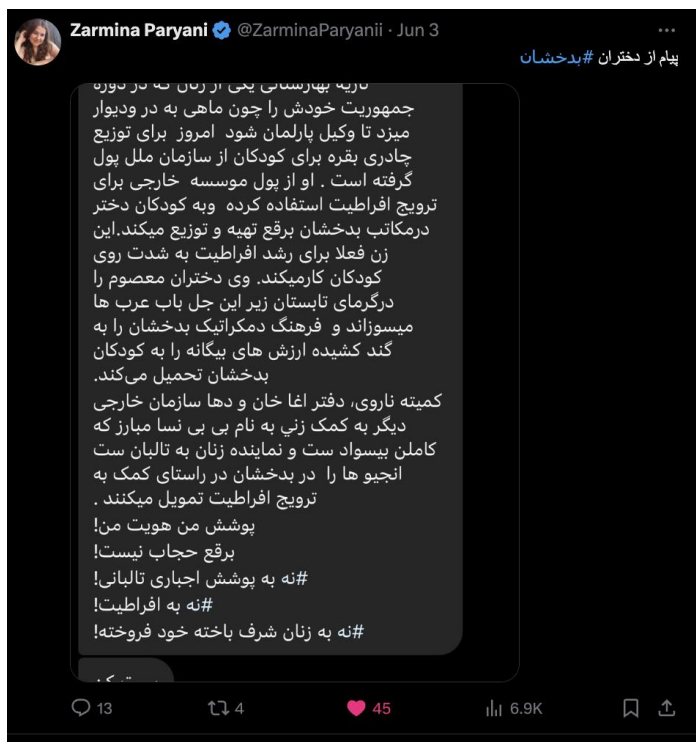 Zarmina Paryani @ZarminaParyanii · Jun 3
پیام از دختران #بدخشان
نازیه بهارستانی یکی از زنان که در دوره
جمهوریت خودش را چون ماهی به در ودیوار
میزد تا وکیل پارلمان شود امروز برای توزیع
چادری بقره برای کودکان از سازمان ملل پول
گرفته است . او از پول موسسه خارجی برای
ترویج افراطیت استفاده کرده وبه کودکان دختر
درمکاتب بدخشان برقع تهیه و توزیع میکند.این
زن فعلا برای رشد افراطیت به شدت روی
کودکان کارمیکند. وی دختران معصوم را
درگرمای تابستان زیر این جل باب عرب ها
میسوزاند و فرهنگ دمکراتیک بدخشان را به
گند کشیده ارزش های بیگانه را به کودکان
بدخشان تحمیل می‌کند.
کمیته ناروی، دفتر اغا خان و دها سازمان خارجی
دیگر به کمک زني به نام بی بی نسا مبارز که
کاملن بیسواد ست و نماینده زنان به تالبان ست
انجیو ها را در بدخشان در راستای کمک به
ترویج افراطیت تمویل میکنند .
پوشش من هویت من!
برقع حجاب نیست!
#نه به پوشش اجباری تالبانی!
#نه به افراطیت!
#نه به زنان شرف باخته خود فروخته!
13 4 45 6.9K